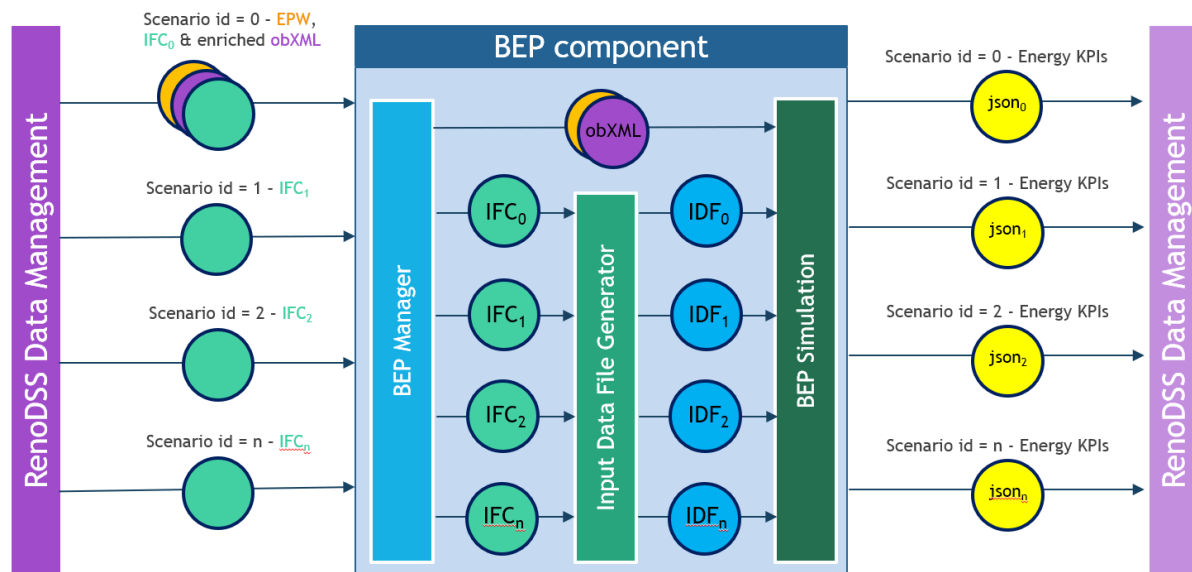 RenoDSS Data Management
Scenario id = 0 - EPW,
IFC0 & enriched obXML
Scenario id = 1 - IFC1
Scenario id = 2 - IFC2
Scenario id = n - IFCn
BEP component
BEP Manager
obXML
IFC0
IFC1
IFC2
IFCn
Input Data File Generator
IDF0
IDF1
IDF2
IDFn
BEP Simulation
Scenario id = 0 - Energy KPIs
json0
Scenario id = 1 - Energy KPIs
json1
Scenario id = 2 - Energy KPIs
json2
Scenario id = n - Energy KPIs
jsonn
RenoDSS Data Management